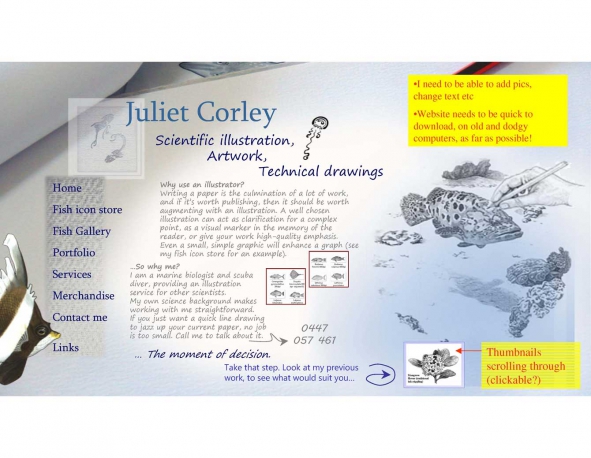 Juliet Corley
Scientific illustration,
Artwork,
Technical drawings
•I need to be able to add pics,
change text etc
•Website needs to be quick to
download, on old and dodgy
computers, as far as possible!
Home
Fish icon store
Fish Gallery
Portfolio
Services
Merchandise
Contact me
Links
Why use an illustrator?
Writing a paper is the culmination of a lot of work,
and if it's worth publishing, then it should be worth
augmenting with an illustration. A well chosen
illustration can act as clarification for a complex
point, as a visual marker in the memory of the
reader, or give your work high-quality emphasis.
Even a small, simple graphic will enhance a graph (see
my fish icon store for an example).
...So why me?
I am a marine biologist and scuba
diver, providing an illustration
service for other scientists.
My own science background makes
working with me straightforward.
If you just want a quick line drawing
to jazz up your current paper, no job
is too small. Call me to talk about it.
0447
057 461
... The moment of decision.
Take that step. Look at my previous
work, to see what would suit you...
Thumbnails
scrolling through
(clickable?)